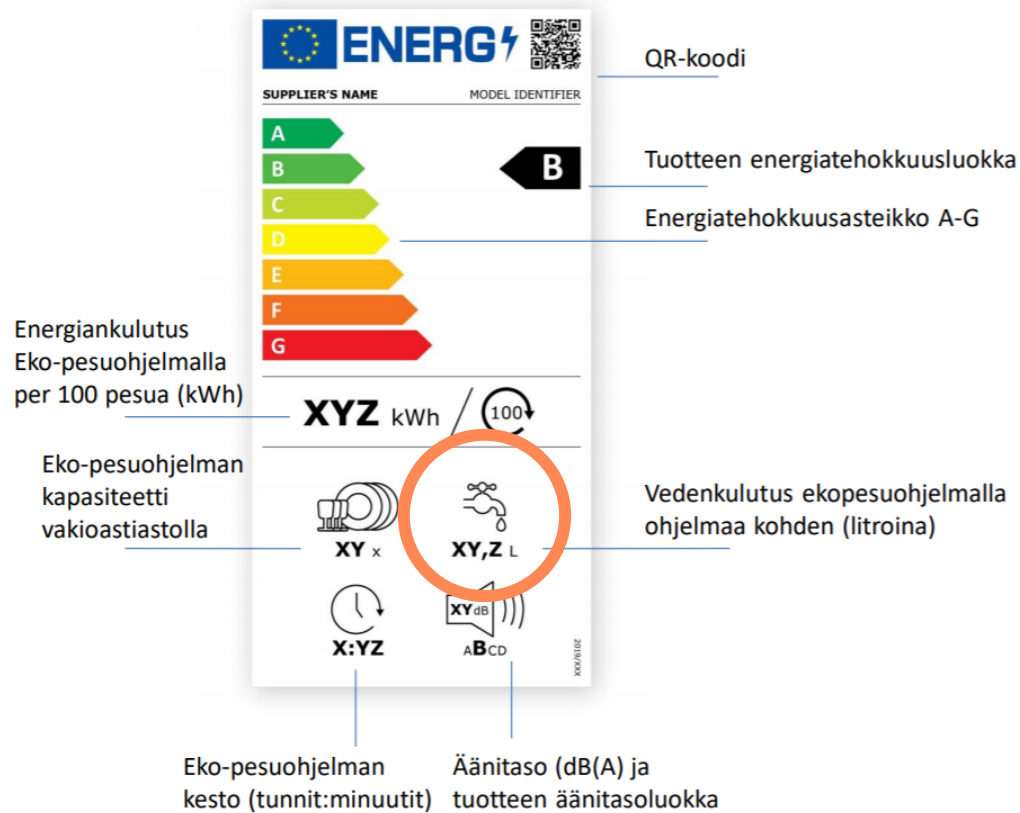 ENERG
QR-koodi
SUPPLIER'S NAME
MODEL IDENTIFIER
A
B
B
Tuotteen energiatehokkuusluokka
C
Energiatehokkuusasteikko A-G
D
E
F
G
Energiankulutus
Eko-pesuohjelmalla
per 100 pesua (kWh)
XYZ kWh / 100
Eko-pesuohjelman
kapasiteetti
vakioastiastolla
XY x
XY,Z L
Vedenkulutus ekopesuohjelmalla
ohjelmaa kohden (litroina)
X:YZ
XY dB
ABCD
2019/XXX
Eko-pesuohjelman
kesto (tunnit:minuutit)
Äänitaso (dB(A) ja
tuotteen äänitasoluokka